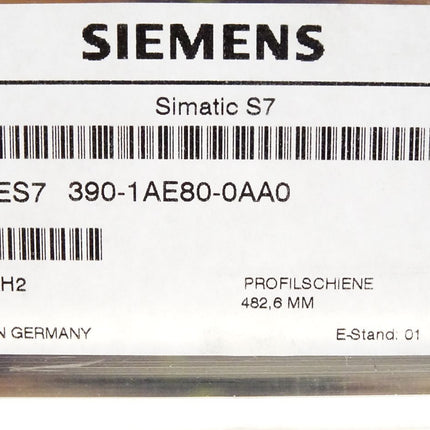 SIEMENS
Simatic S7
ES7 390-1AE80-0AA0
H2 PROFILSCHIENE
482,6 MM
N GERMANY E-Stand: 01